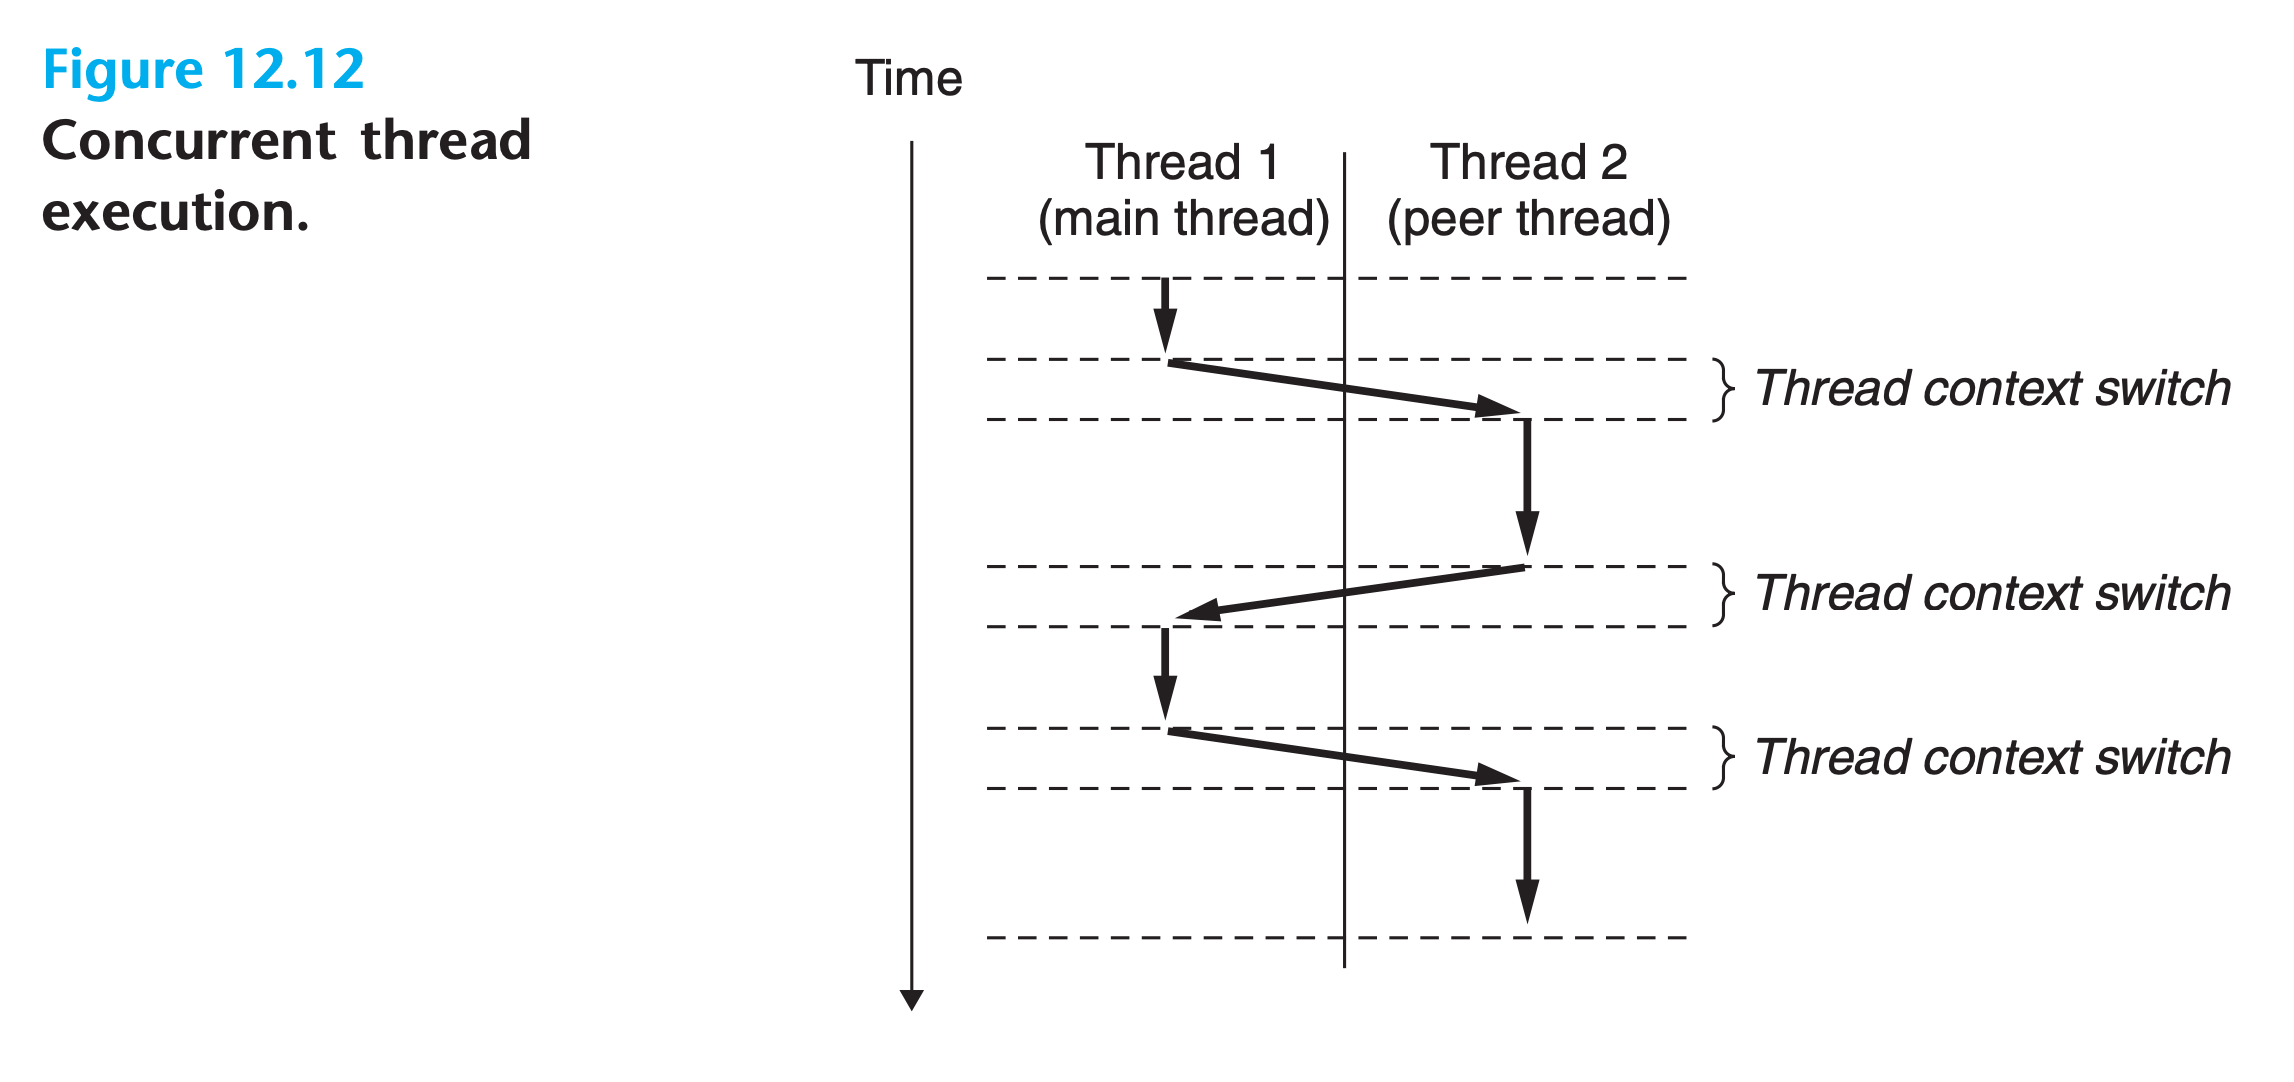 Figure 12.12
Concurrent thread
execution.
Time
Thread 1
(main thread)
Thread 2
(peer thread)
Thread context switch
Thread context switch
Thread context switch